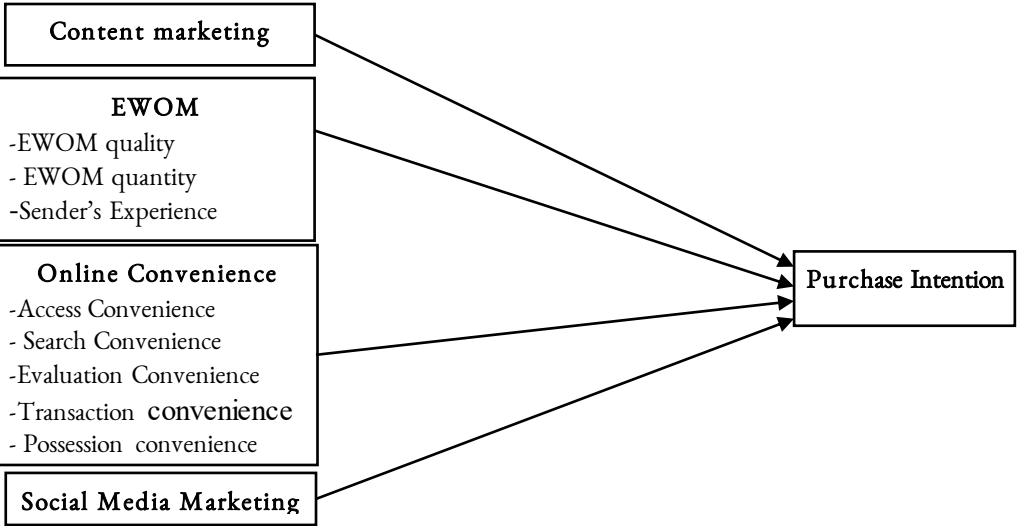 Content marketing
EWOM
-EWOM quality
- EWOM quantity
-Sender’s Experience
Online Convenience
-Access Convenience
- Search Convenience
-Evaluation Convenience
-Transaction convenience
- Possession convenience
Social Media Marketing
Purchase Intention